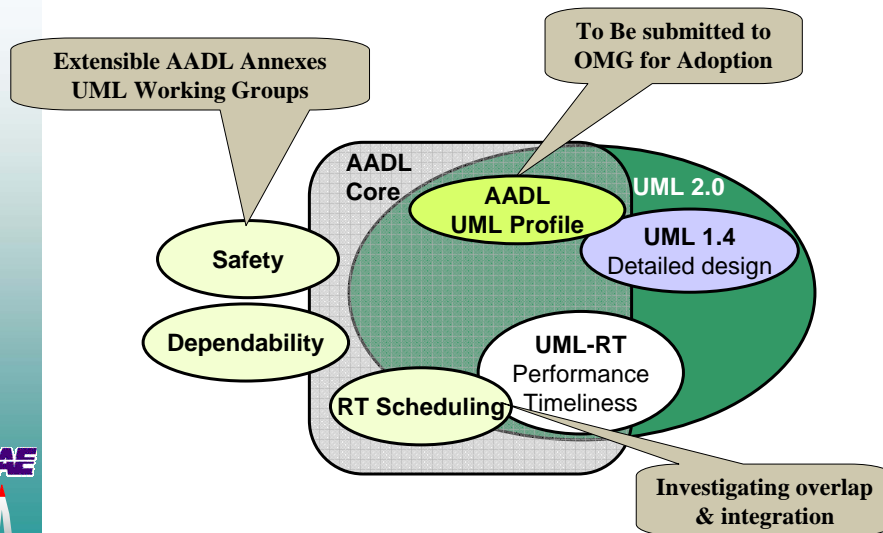 To Be submitted to
OMG for Adoption
Extensible AADL Annexes
UML Working Groups
AADL
Core
UML 2.0
AADL
UML Profile
UML 1.4
Detailed design
Safety
Dependability
UML-RT
Performance
Timeliness
RT Scheduling
Investigating overlap
& integration